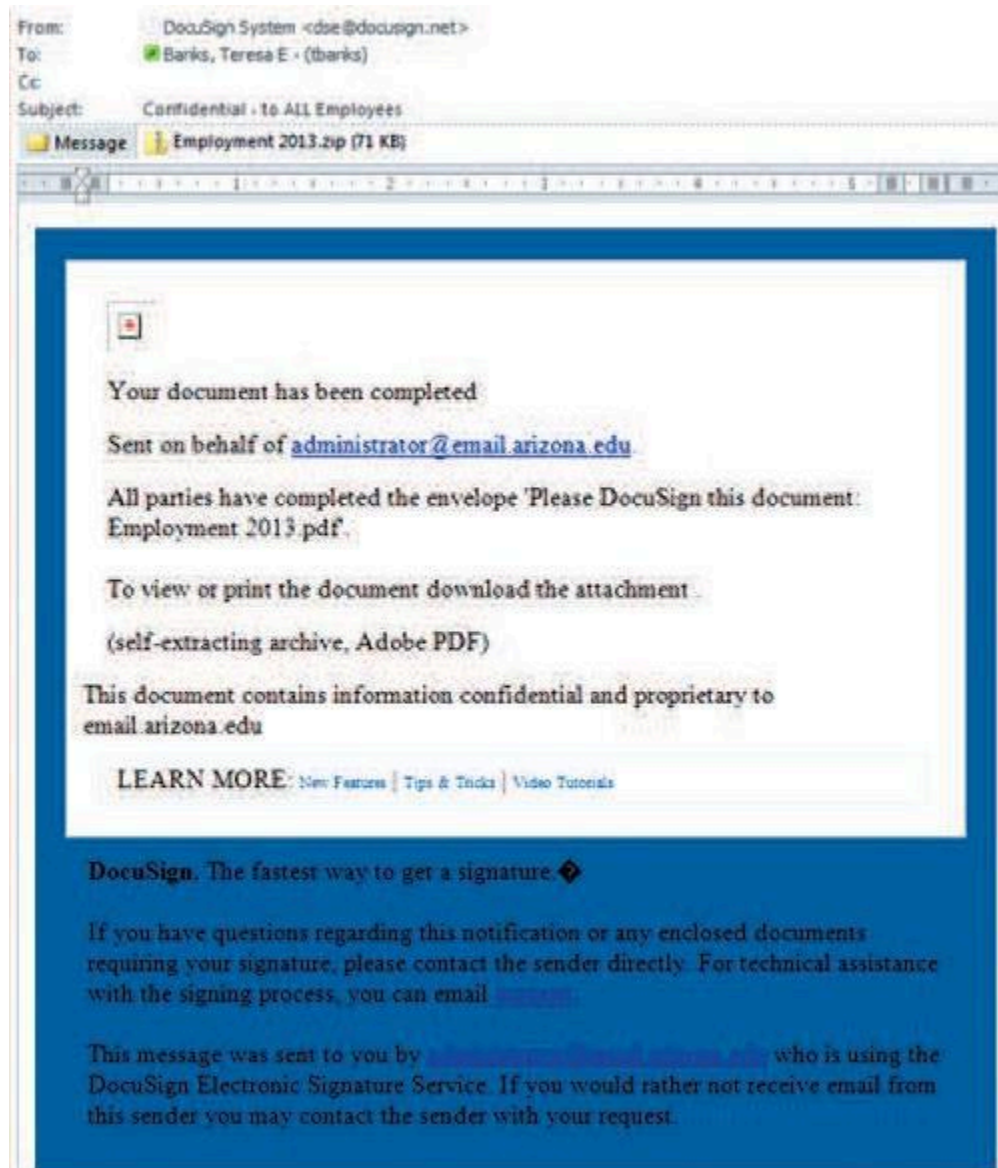 From: DocuSign System <dse@docusign.net>
To: Banks, Teresa E - (tbanks)
Cc:
Subject: Confidential - to ALL Employees
Message Employment 2013.zip (71 KB)
1 2 3 4 5
Your document has been completed
Sent on behalf of administrator@email.arizona.edu.
All parties have completed the envelope 'Please DocuSign this document:
Employment 2013.pdf'.
To view or print the document download the attachment .
(self-extracting archive, Adobe PDF)
This document contains information confidential and proprietary to
email.arizona.edu
LEARN MORE: New Features | Tips & Tricks | Video Tutorials
DocuSign. The fastest way to get a signature.�
If you have questions regarding this notification or any enclosed documents
requiring your signature, please contact the sender directly. For technical assistance
with the signing process, you can email
This message was sent to you by who is using the
DocuSign Electronic Signature Service. If you would rather not receive email from
this sender you may contact the sender with your request.